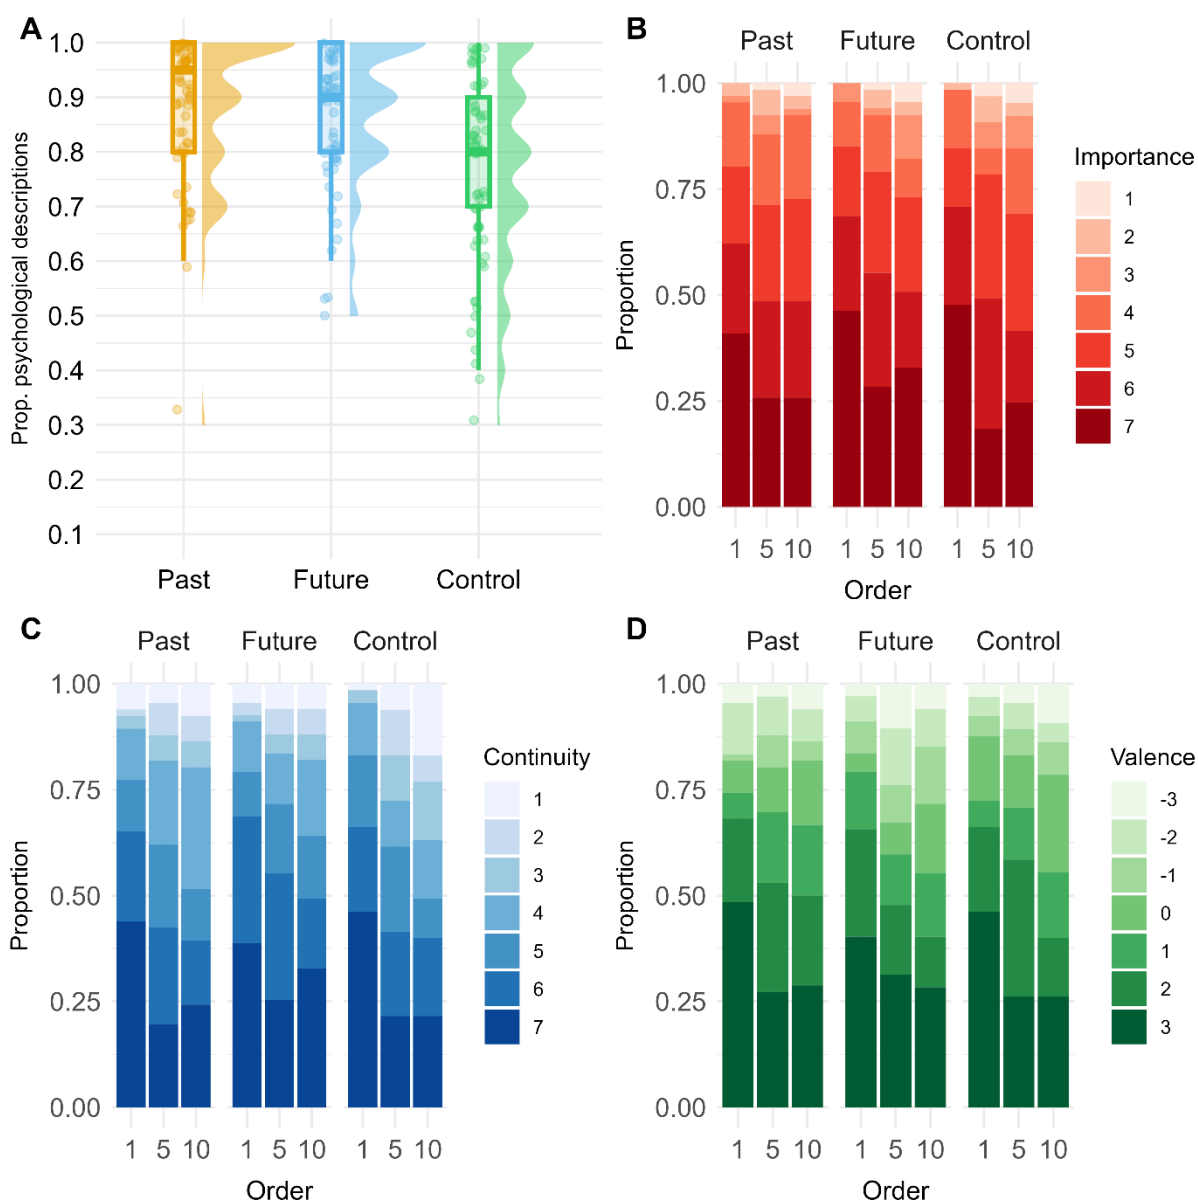 A
Prop. psychological descriptions
1.0
0.9
0.8
0.7
0.6
0.5
0.4
0.3
0.2
0.1
Past Future Control
B
Past Future Control
Proportion
1.00
0.75
0.50
0.25
0.00
1 5 10 1 5 10 1 5 10
Order
Importance
1
2
3
4
5
6
7
C
Past Future Control
Proportion
1.00
0.75
0.50
0.25
0.00
1 5 10 1 5 10 1 5 10
Order
Continuity
1
2
3
4
5
6
7
D
Past Future Control
Proportion
1.00
0.75
0.50
0.25
0.00
1 5 10 1 5 10 1 5 10
Order
Valence
-3
-2
-1
0
1
2
3